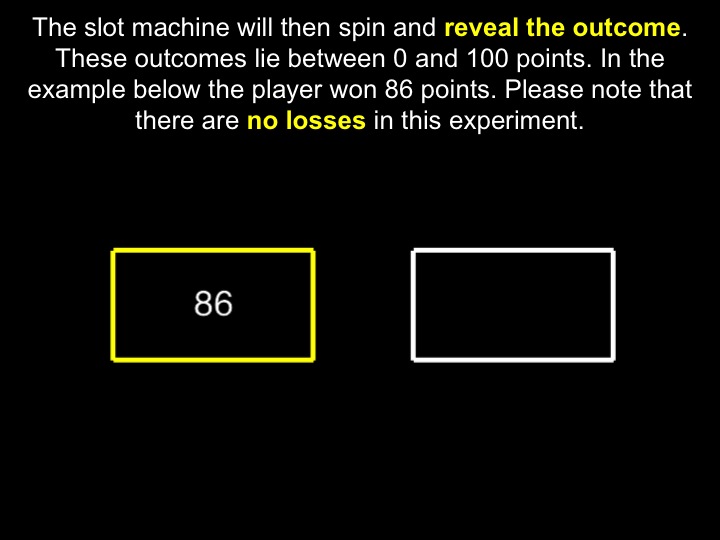 The slot machine will then spin and reveal the outcome.
These outcomes lie between 0 and 100 points. In the
example below the player won 86 points. Please note that
there are no losses in this experiment.
86